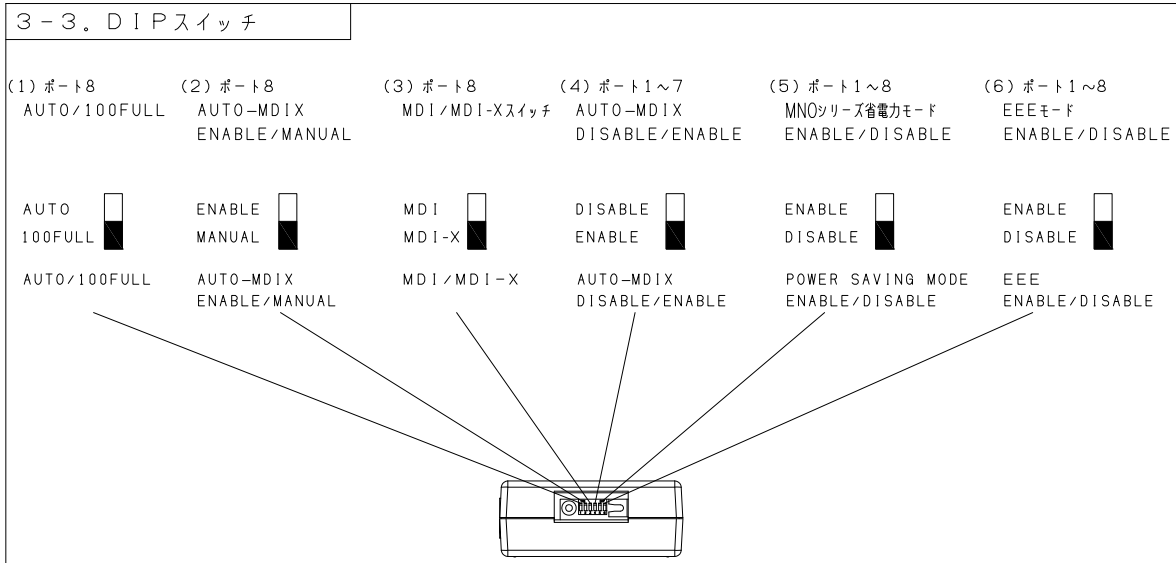 3-3。DIPスイッチ
(1)ポート8
AUTO/100FULL
AUTO
100FULL
AUTO/100FULL
(2)ポート8
AUTO−MDIX
ENABLE/MANUAL
ENABLE
MANUAL
AUTO−MDIX
ENABLE/MANUAL
(3)ポート8
MDI/MDI-Xスイッチ
MDI
MDI-X
MDI/MDI-X
(4)ポート1~7
AUTO−MDIX
DISABLE/ENABLE
DISABLE
ENABLE
AUTO−MDIX
DISABLE/ENABLE
(5)ポート1~8
MNOシリーズ省電力モード
ENABLE/DISABLE
ENABLE
DISABLE
POWER SAVING MODE
ENABLE/DISABLE
(6)ポート1~8
EEEモード
ENABLE/DISABLE
ENABLE
DISABLE
EEE
ENABLE/DISABLE